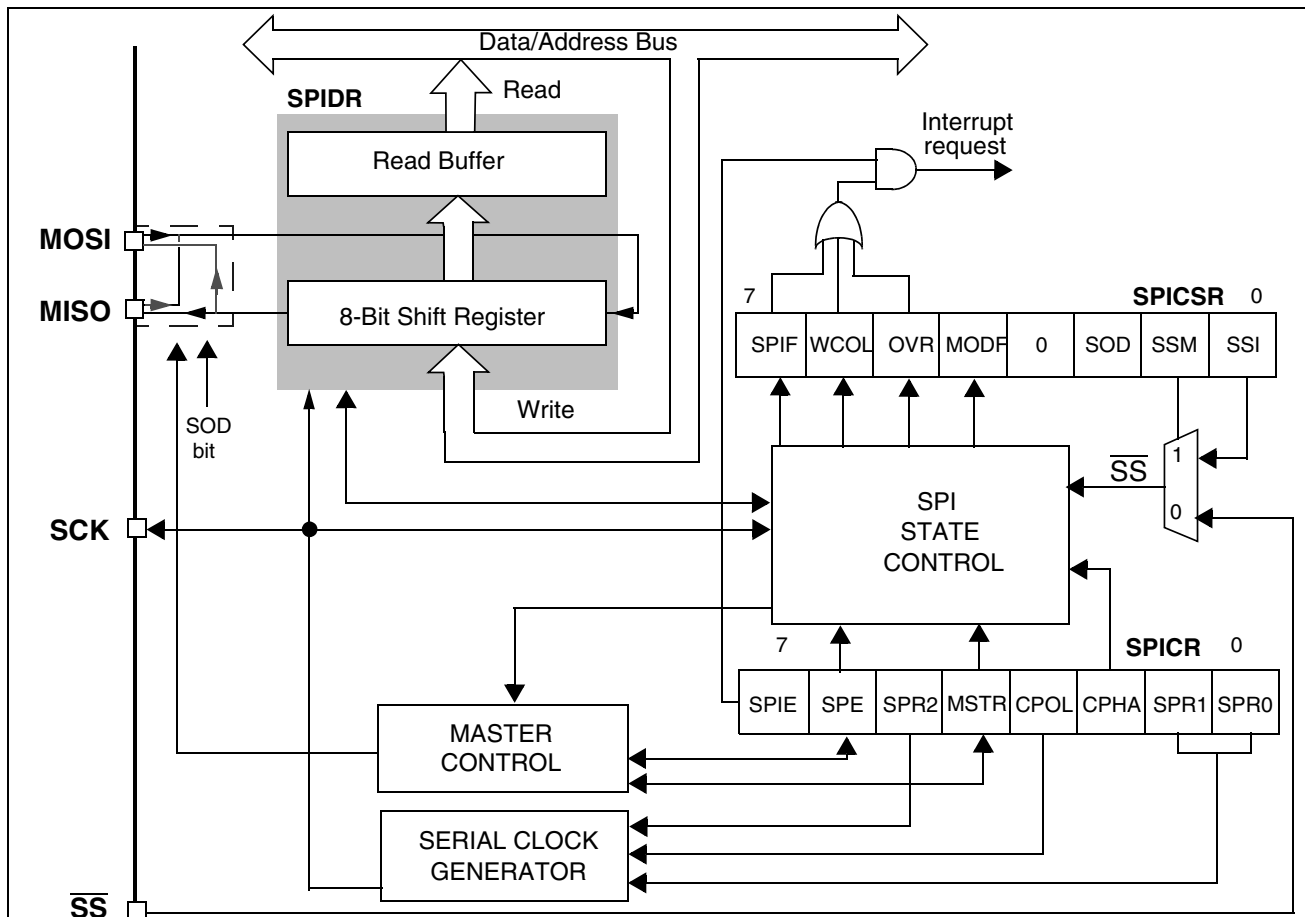 Data/Address Bus
Read
SPIDR
Read Buffer
Interrupt
request
MOSI
MISO
8-Bit Shift Register
7 SPICSR 0
SPIF WCOL OVR MODF 0 SOD SSM SSI
Write
SOD
bit
1
SS
0
SCK
SPI
STATE
CONTROL
7 SPICR 0
SPIE SPE SPR2 MSTR CPOL CPHA SPR1 SPR0
MASTER
CONTROL
SERIAL CLOCK
GENERATOR
SS